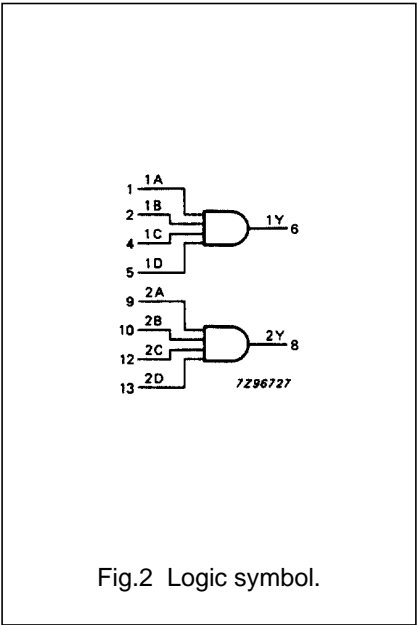 1 1A
2 1B
4 1C
5 1D
1Y 6
9 2A
10 2B
12 2C
13 2D
2Y 8
7Z96727
Fig.2 Logic symbol.